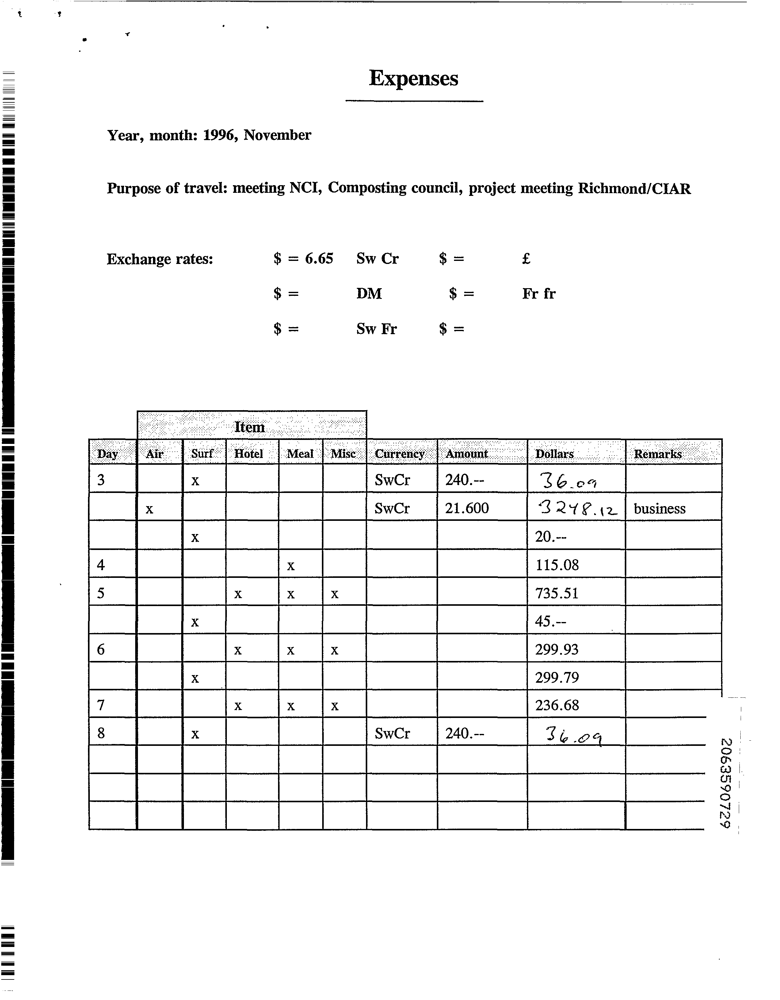 Expenses
Year, month: 1996, November
Purpose of travel: meeting NCI, Composting council, project meeting Richmond/CIAR
Exchange rates: $ = 6.65 Sw Cr $ = £
$ = DM $ = Fr fr
$ = Sw Fr $ =
Item
Day Air Surf Hotel Meal Misc Currency Amount Dollars Remarks
3 x SwCr 240.-- 36.09
x SwCr 21.600 3248.12 business
x 20.--
4 x 115.08
5 x x x 735.51
x 45.--
6 x x x 299.93
x 299.79
7 x x x 236.68
8 x SwCr 240.-- 36.09
2063590729